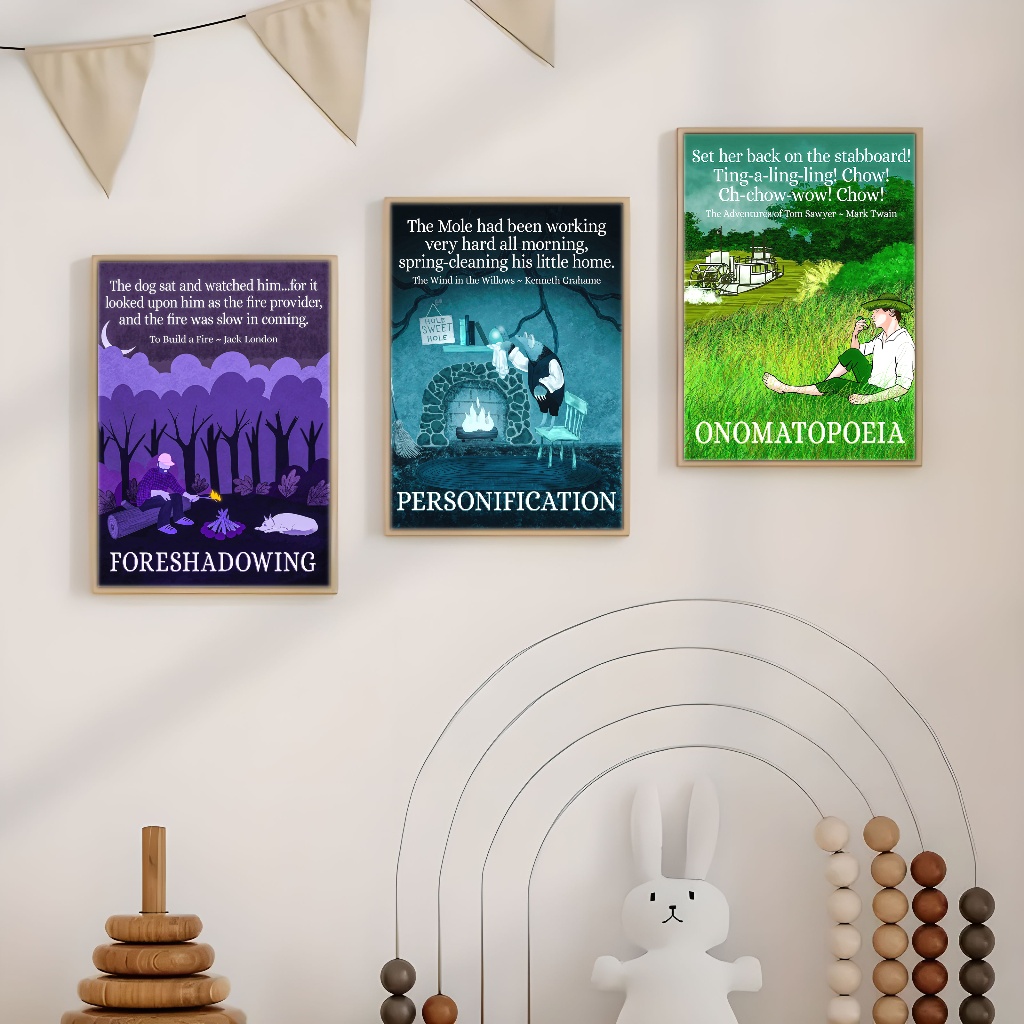 The dog sat and watched him...for it
looked upon him as the fire provider,
and the fire was slow in coming.
To Build a Fire ~ Jack London
FORESHADOWING
The Mole had been working
very hard all morning,
spring-cleaning his little home.
The Wind in the Willows ~ Kenneth Grahame
HOLE
SWEET
HOLE
PERSONIFICATION
Set her back on the stabboard!
Ting-a-ling-ling! Chow!
Ch-chow-wow! Chow!
The Adventures of Tom Sawyer ~ Mark Twain
ONOMATOPOEIA